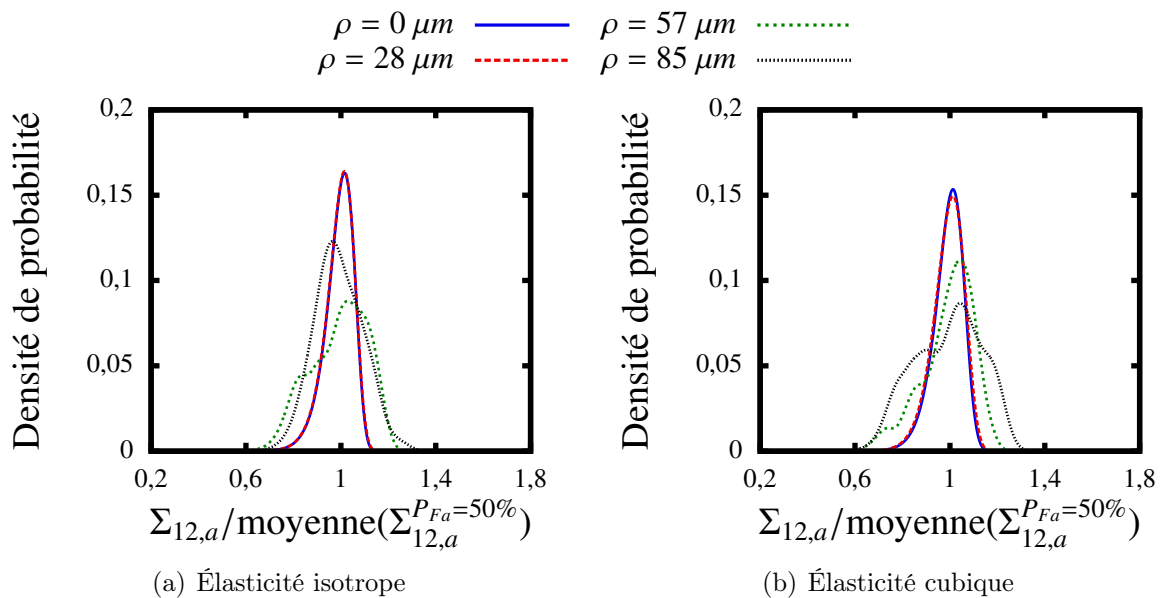 ρ = 0 μm ρ = 57 μm
ρ = 28 μm ρ = 85 μm
Densité de probabilité
0,2
0,15
0,1
0,05
0
0,2 0,6 1 1,4 1,8
Σ12,a/moyenne(Σ12,a^PFa=50%)
(a) Élasticité isotrope
Densité de probabilité
0,2
0,15
0,1
0,05
0
0,2 0,6 1 1,4 1,8
Σ12,a/moyenne(Σ12,a^PFa=50%)
(b) Élasticité cubique